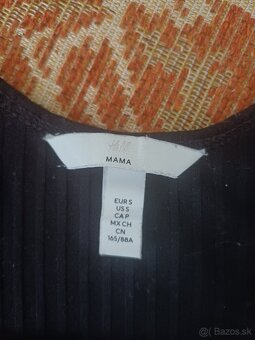 H&M
MAMA
EUR S
US S
CA P
MX CH
CN
165/88A
© Bazos.sk